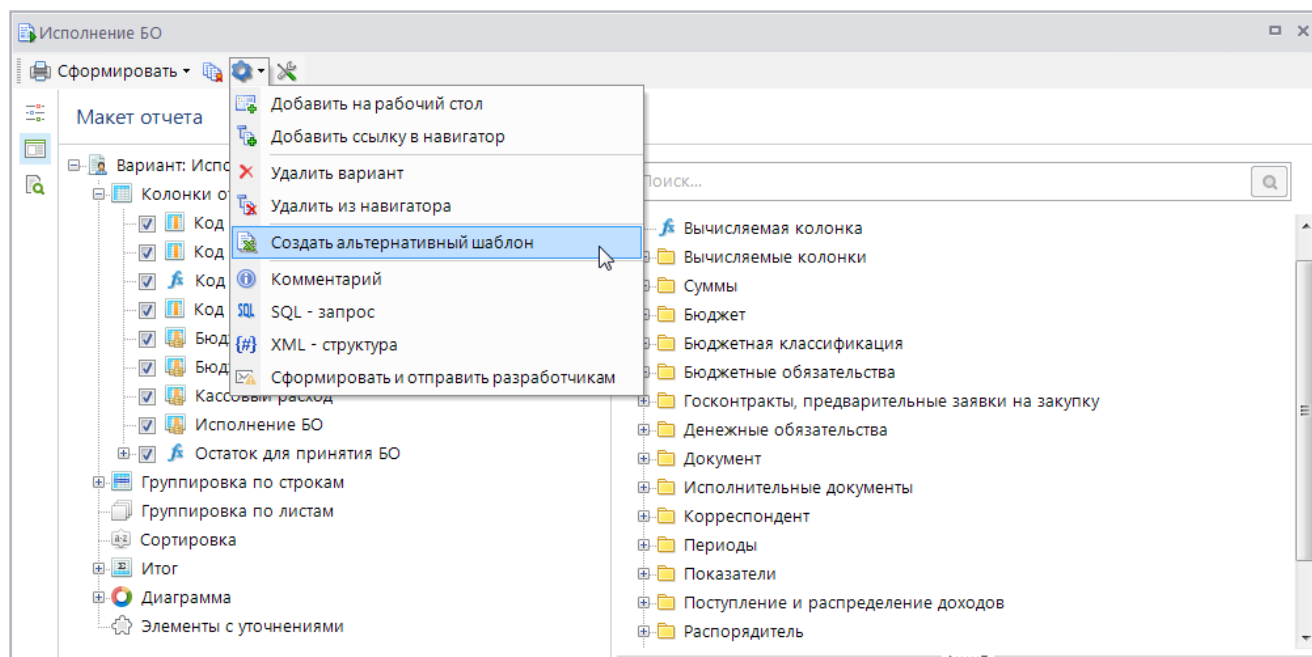 Исполнение БО
Сформировать
Макет отчета
Добавить на рабочий стол
Добавить ссылку в навигатор
Удалить вариант
Удалить из навигатора
Создать альтернативный шаблон
Комментарий
SQL SQL - запрос
{#} XML - структура
Сформировать и отправить разработчикам
Вариант: Испо
Колонки о
Код
Код
fx Код
Код
Бюд
Бюд
Кассовый расход
Исполнение БО
fx Остаток для принятия БО
Группировка по строкам
Группировка по листам
Сортировка
Итог
Диаграмма
Элементы с уточнениями
Поиск...
fx Вычисляемая колонка
Вычисляемые колонки
Суммы
Бюджет
Бюджетная классификация
Бюджетные обязательства
Госконтракты, предварительные заявки на закупку
Денежные обязательства
Документ
Исполнительные документы
Корреспондент
Периоды
Показатели
Поступление и распределение доходов
Распорядитель